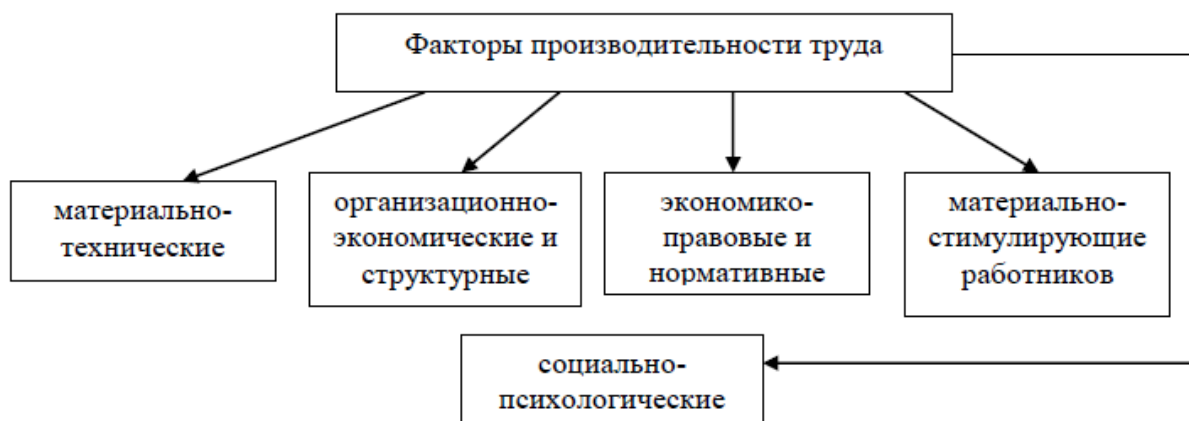 Факторы производительности труда
материально-
технические
организационно-
экономические и
структурные
экономико-
правовые и
нормативные
материально-
стимулирующие
работников
социально-
психологические